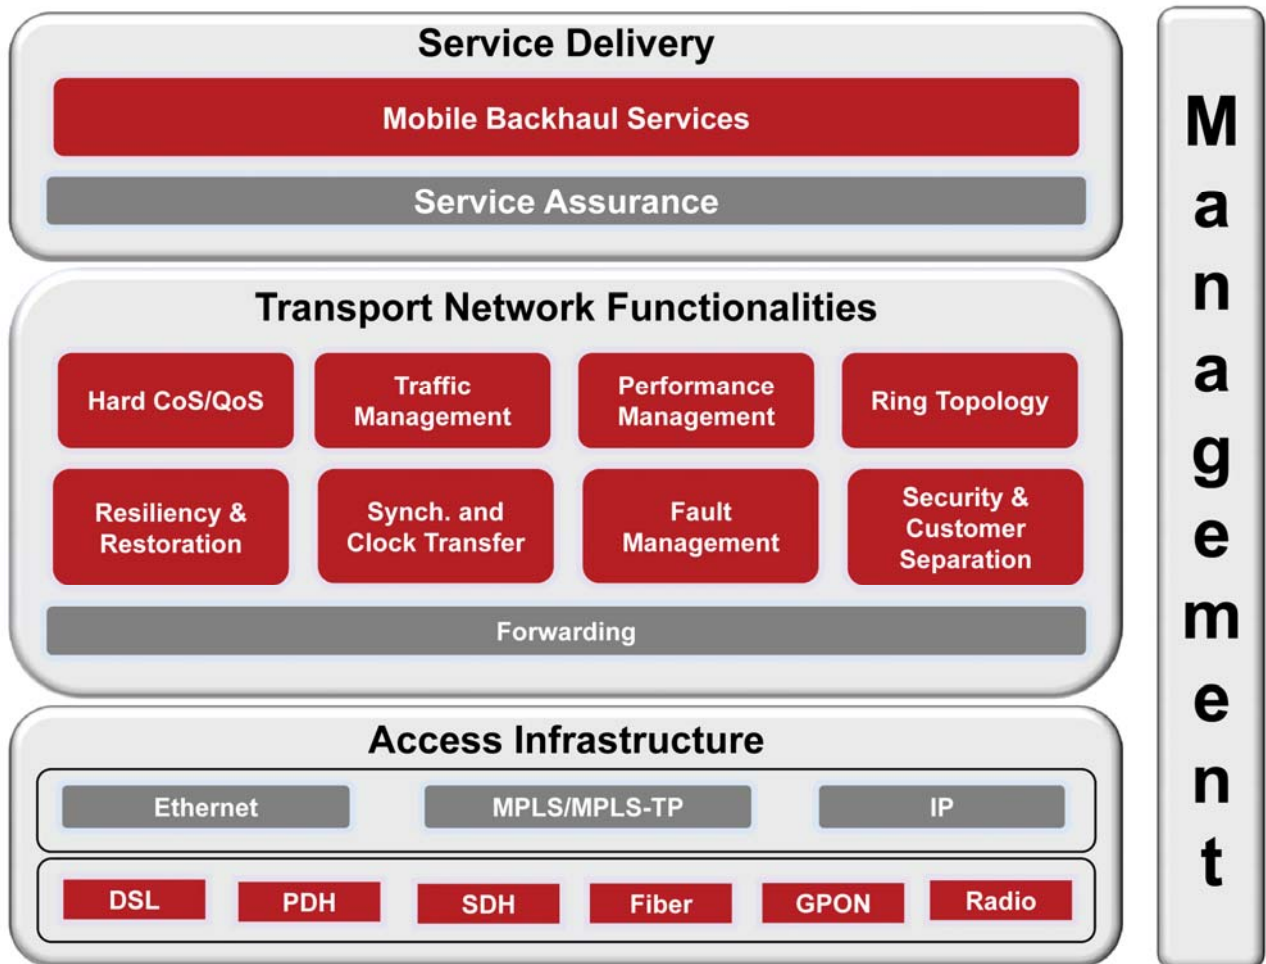 Service Delivery
Mobile Backhaul Services
Service Assurance
Transport Network Functionalities
Hard CoS/QoS
Traffic
Management
Performance
Management
Ring Topology
Resiliency &
Restoration
Synch. and
Clock Transfer
Fault
Management
Security &
Customer
Separation
Forwarding
Access Infrastructure
Ethernet
MPLS/MPLS-TP
IP
DSL
PDH
SDH
Fiber
GPON
Radio
Management